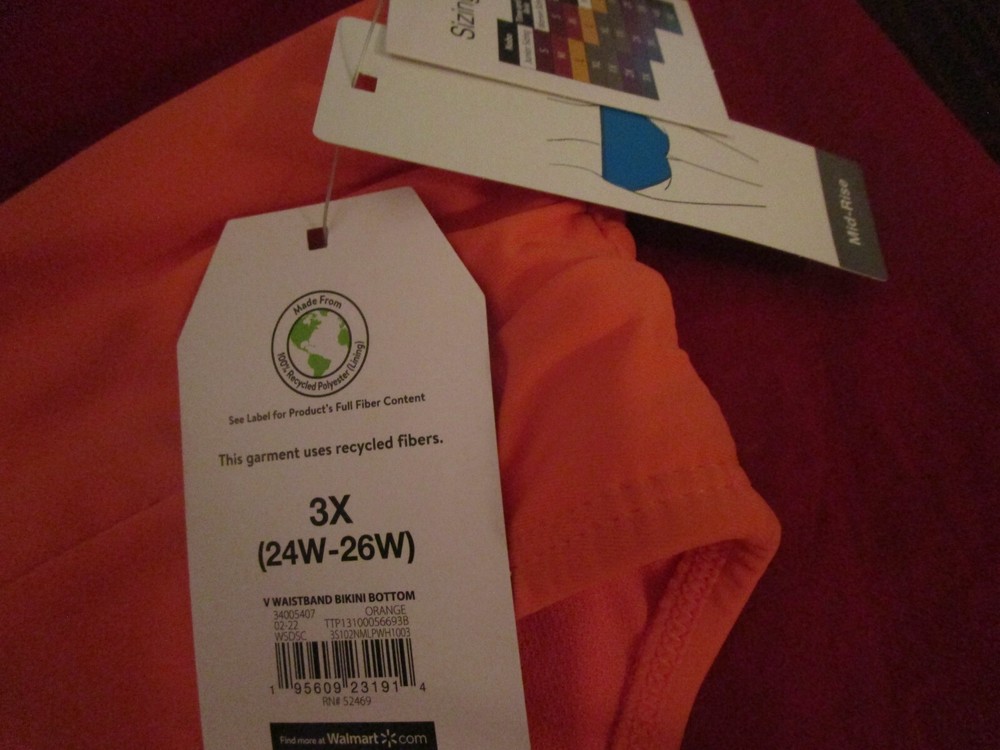 Sizing
Mid-Rise
Made From
100% Recycled Polyester (Lining)
See Label for Product's Full Fiber Content
This garment uses recycled fibers.
3X
(24W-26W)
V WAISTBAND BIKINI BOTTOM
34005407 ORANGE
02-22 TTP13100056693B
WSDSC 3S102NMLPWH1003
1 95609 23191 4
RN# 52469
Find more at Walmart.com